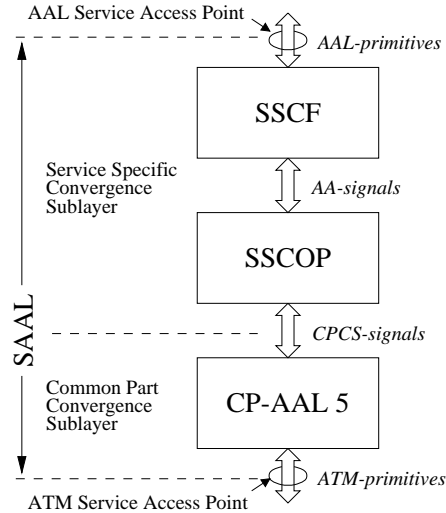 AAL Service Access Point
AAL-primitives
SSCF
Service Specific
Convergence
Sublayer
AA-signals
SSCOP
SAAL
CPCS-signals
Common Part
Convergence
Sublayer
CP-AAL 5
ATM-primitives
ATM Service Access Point